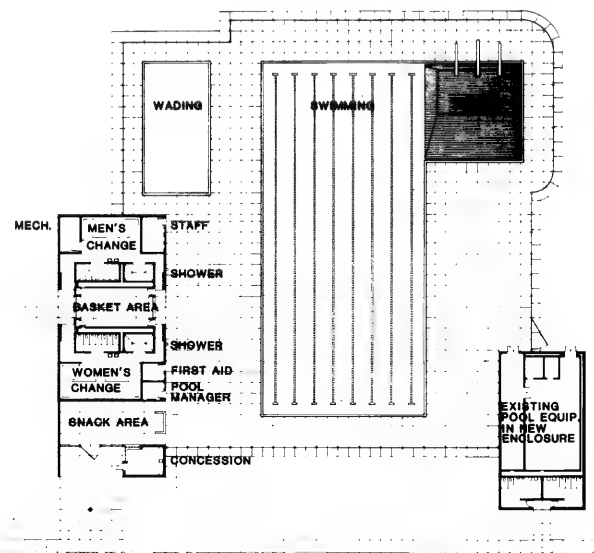 WADING
SWIMMING
MECH.
MEN'S
CHANGE
STAFF
SHOWER
BASKET AREA
SHOWER
WOMEN'S
CHANGE
FIRST AID
POOL
MANAGER
SNACK AREA
CONCESSION
EXISTING
POOL EQUIP.
IN NEW
ENCLOSURE